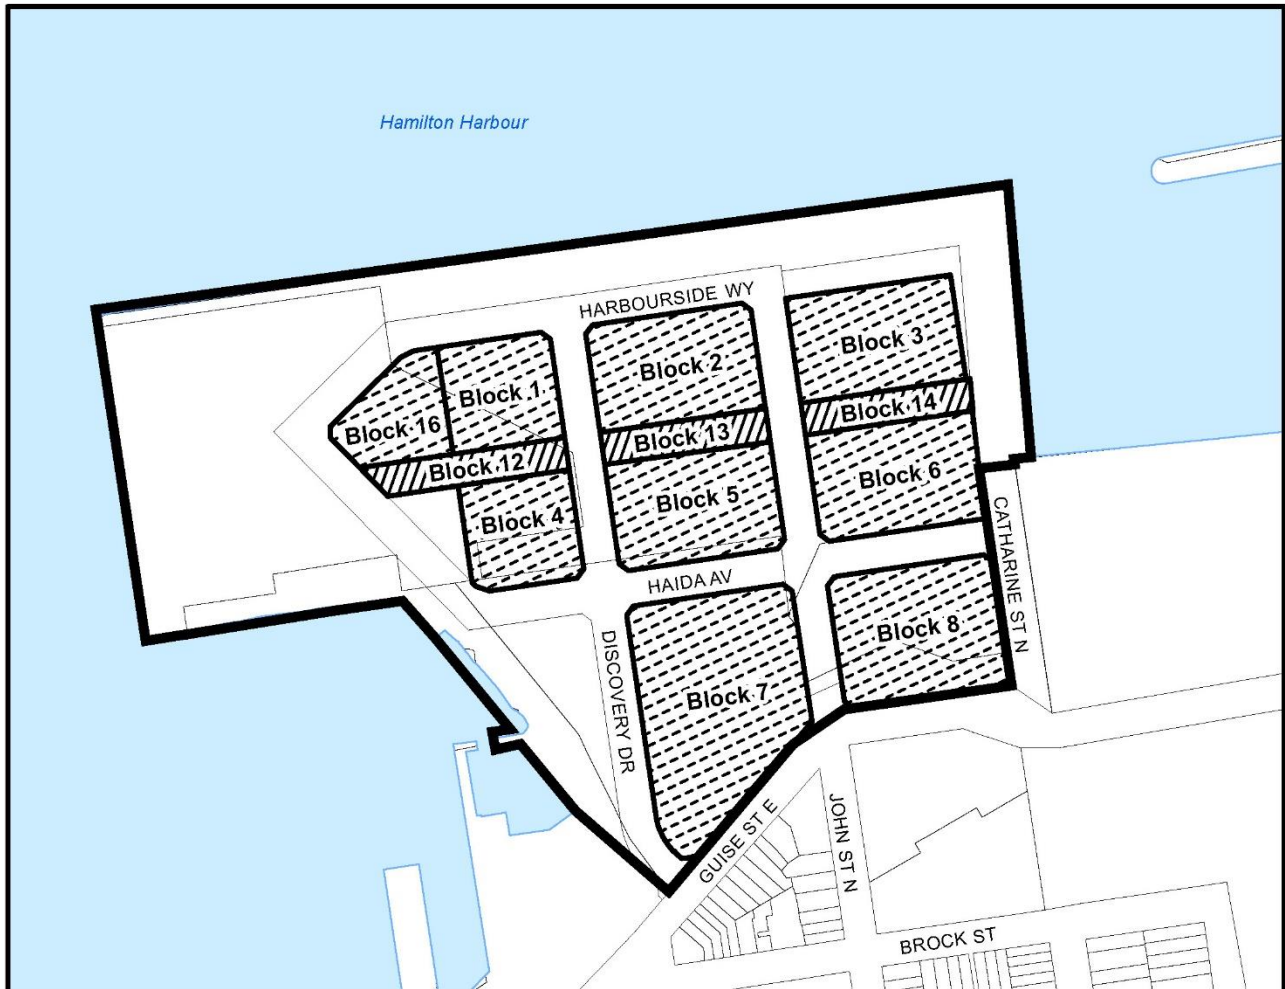 Hamilton Harbour
HARBOURSIDE WY
Block 3
Block 2
Block 1
Block 14
Block 16
Block 13
Block 12
Block 6
Block 5
Block 4
CATHARINE ST N
HAIDA AV
Block 8
DISCOVERY DR
Block 7
GUISE ST E
JOHN ST N
BROCK ST